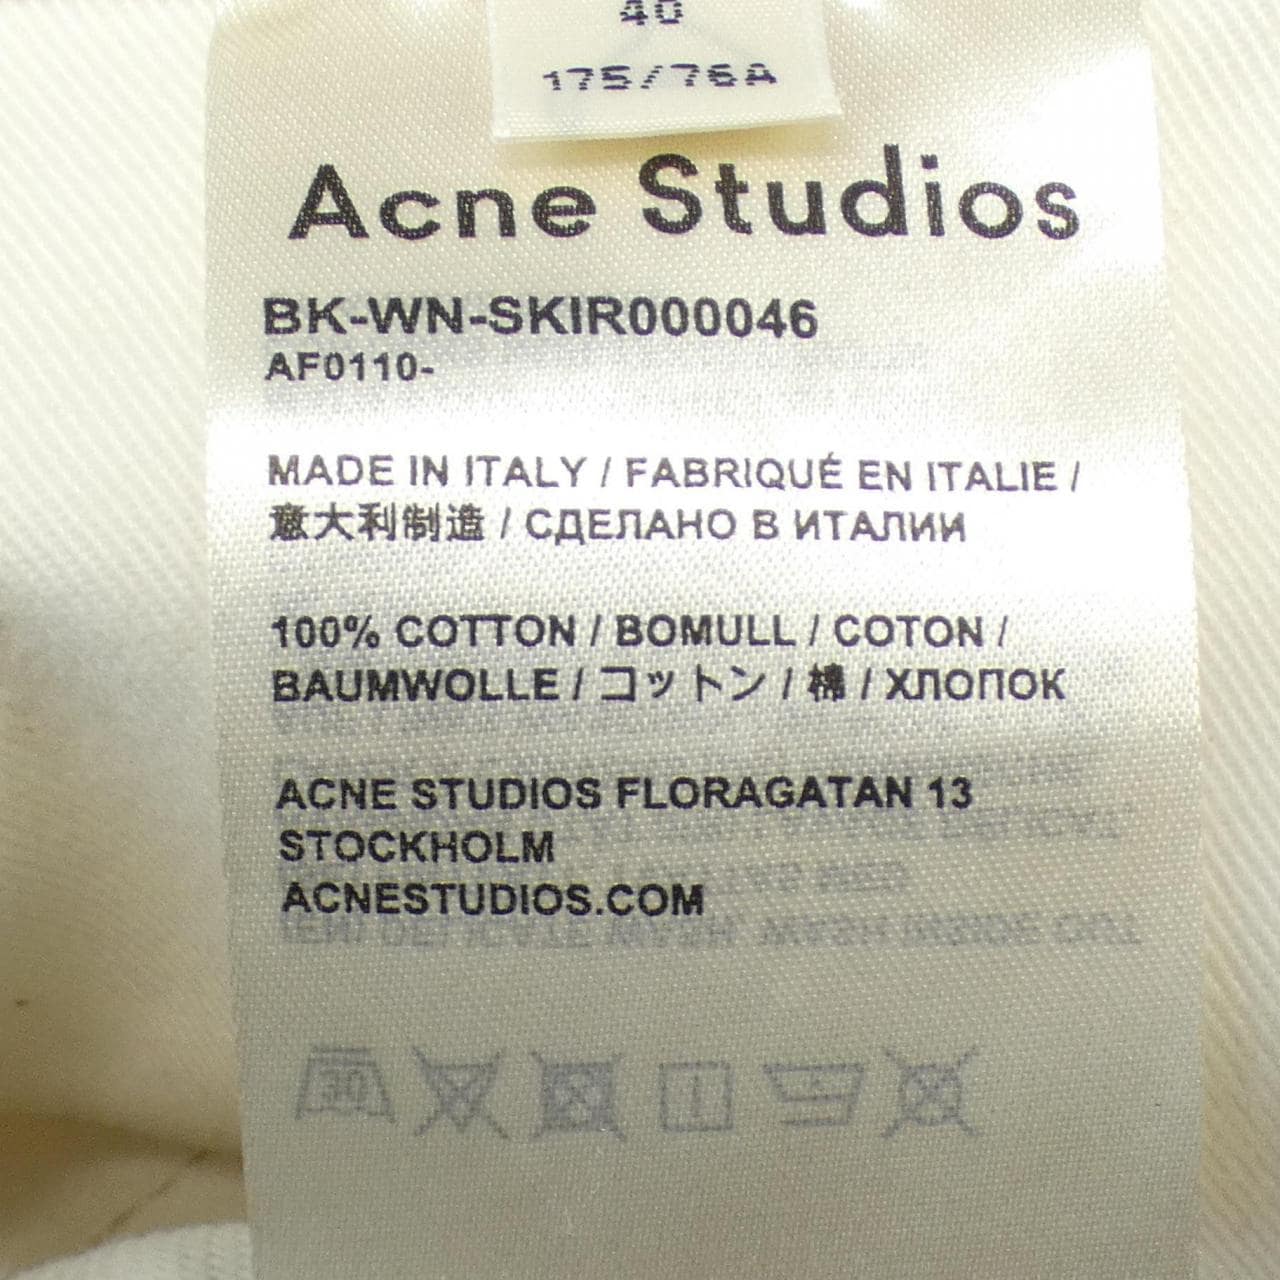 40
175/76A
Acne Studios
BK-WN-SKIR000046
AF0110-
MADE IN ITALY / FABRIQUÉ EN ITALIE /
意大利制造 / СДЕЛАНО В ИТАЛИИ
100% COTTON / BOMULL / COTON /
BAUMWOLLE / コットン / 棉 / ХЛОПОК
ACNE STUDIOS FLORAGATAN 13
STOCKHOLM
ACNESTUDIOS.COM
30